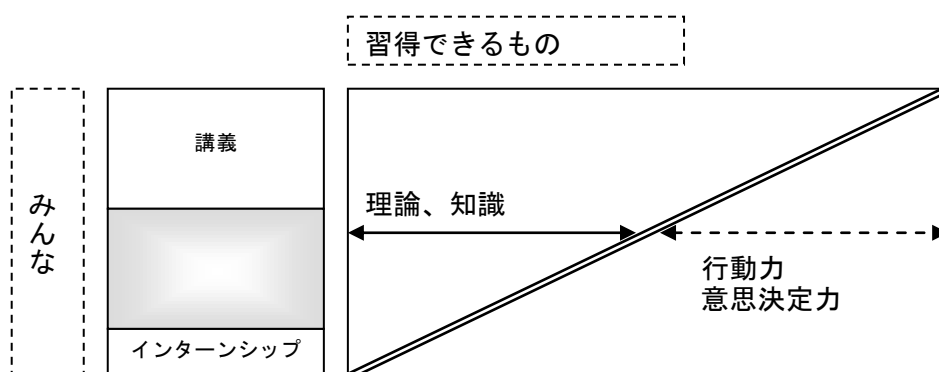 習得できるもの
みんな
講義
理論、知識
行動力
意思決定力
インターンシップ